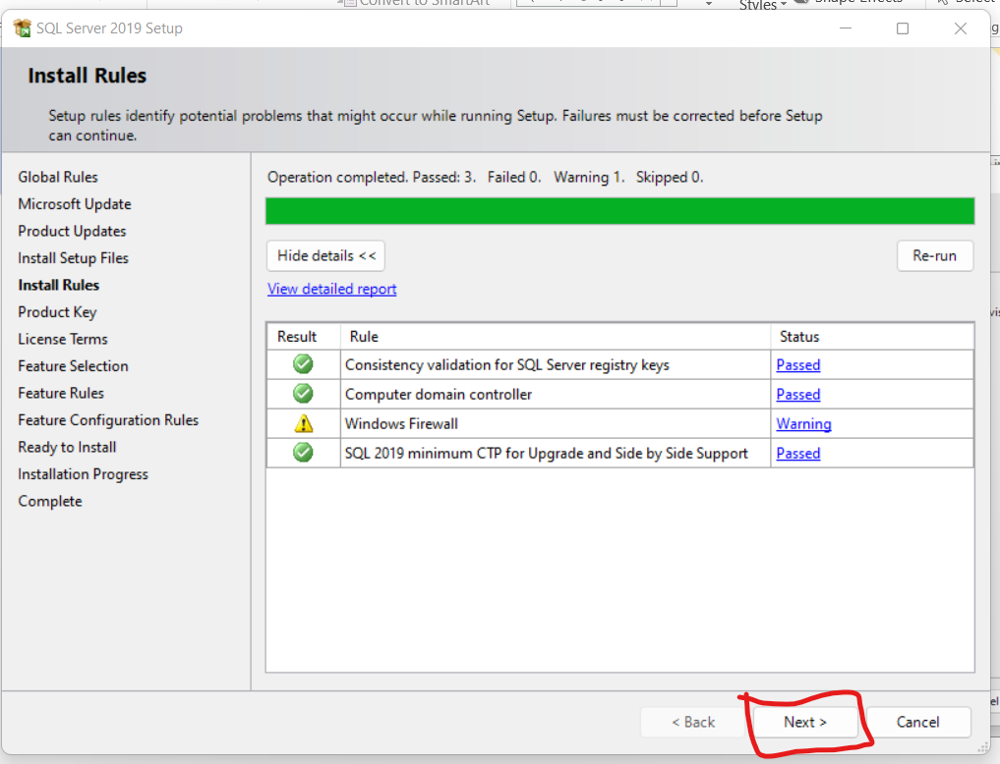 Convert to SmartArt
Styles
Shape Effects
Select
SQL Server 2019 Setup
Install Rules
Setup rules identify potential problems that might occur while running Setup. Failures must be corrected before Setup
can continue.
Global Rules
Microsoft Update
Product Updates
Install Setup Files
Install Rules
Product Key
License Terms
Feature Selection
Feature Rules
Feature Configuration Rules
Ready to Install
Installation Progress
Complete
Operation completed. Passed: 3. Failed 0. Warning 1. Skipped 0.
Hide details <<
Re-run
View detailed report
Result Rule Status
Consistency validation for SQL Server registry keys Passed
Computer domain controller Passed
Windows Firewall Warning
SQL 2019 minimum CTP for Upgrade and Side by Side Support Passed
< Back
Next >
Cancel